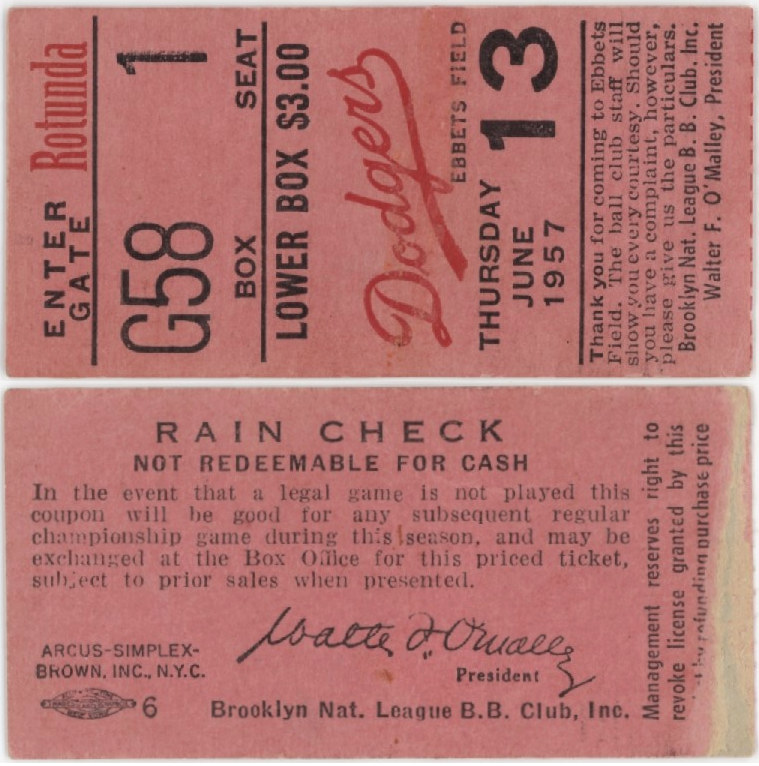 ENTER
GATE
Rotunda
G58
1
BOX
SEAT
LOWER BOX $3.00
Dodgers
EBBETS FIELD
THURSDAY
JUNE
1957
13
Thank you for coming to Ebbets
Field. The ball club staff will
show you every courtesy. Should
you have a complaint, however,
please give us the particulars.
Brooklyn Nat. League B. B. Club. Inc.
Walter F. O'Malley, President
RAIN CHECK
NOT REDEEMABLE FOR CASH
In the event that a legal game is not played this
coupon will be good for any subsequent regular
championship game during this season, and may be
exchanged at the Box Office for this priced ticket,
subject to prior sales when presented.
Walter F. O'Malley
President
ARCUS-SIMPLEX-
BROWN, INC., N.Y.C.
6
Brooklyn Nat. League B.B. Club, Inc.
Management reserves right to
revoke license granted by this
by refunding purchase price